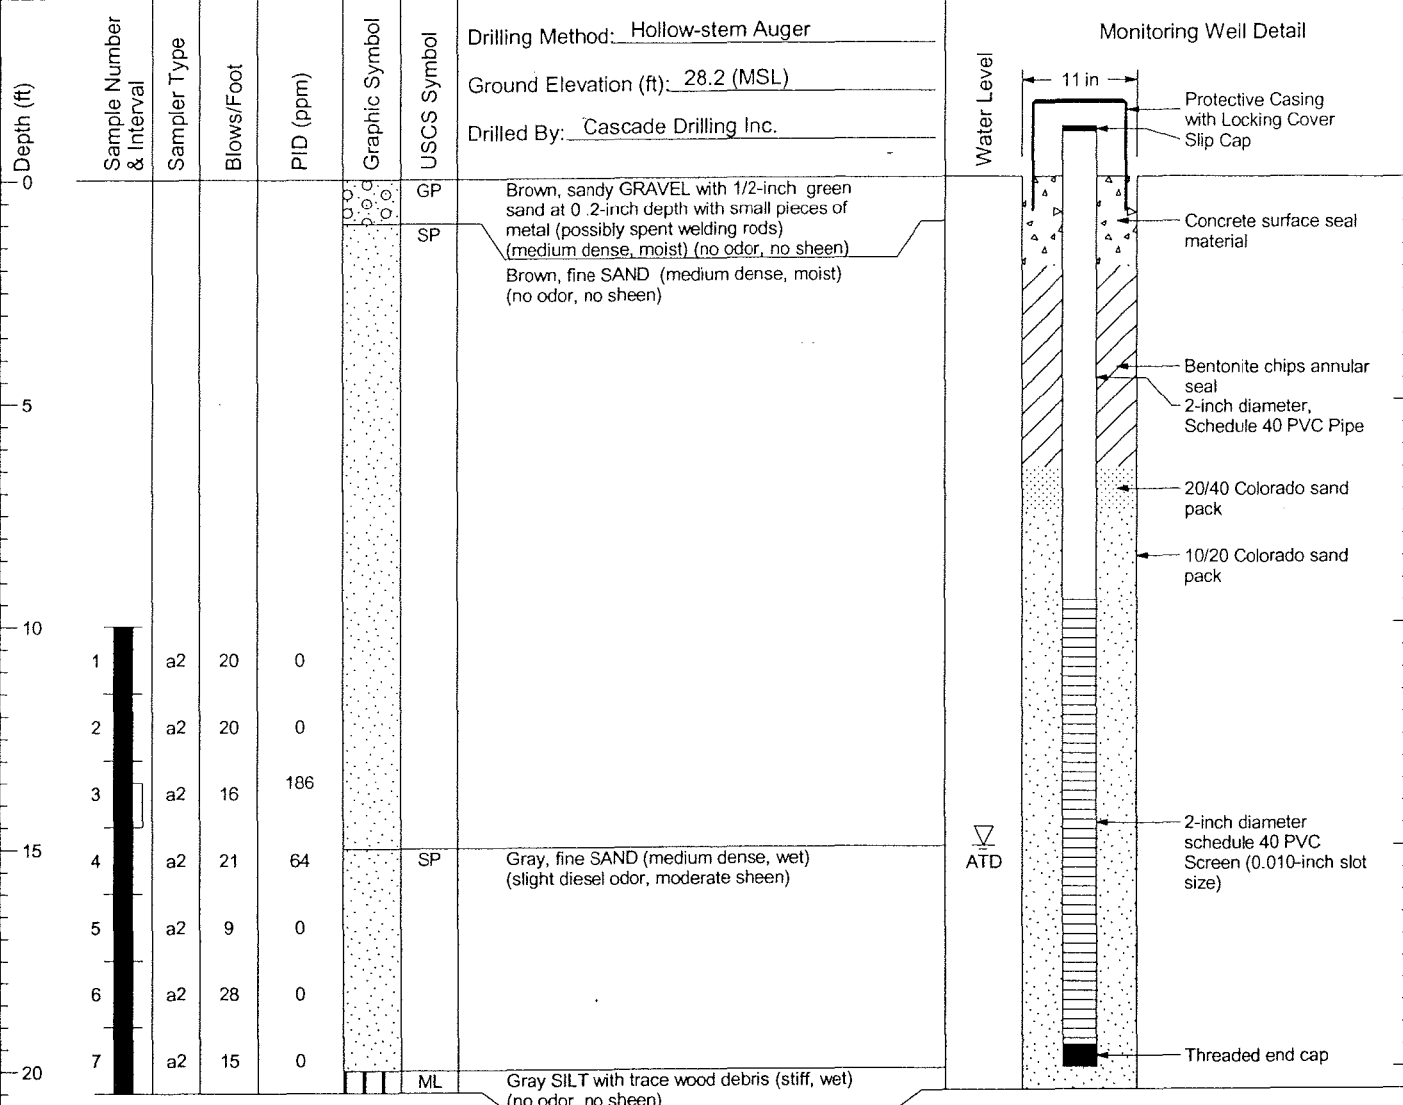 Drilling Method: Hollow-stem Auger
Ground Elevation (ft): 28.2 (MSL)
Drilled By: Cascade Drilling Inc.
Monitoring Well Detail
Depth (ft)
Sample Number
& Interval
Sampler Type
Blows/Foot
PID (ppm)
Graphic Symbol
USCS Symbol
Water Level
11 in
Protective Casing
with Locking Cover
Slip Cap
0
GP
Brown, sandy GRAVEL with 1/2-inch green
sand at 0 .2-inch depth with small pieces of
metal (possibly spent welding rods)
(medium dense, moist) (no odor, no sheen)
Concrete surface seal
material
SP
Brown, fine SAND (medium dense, moist)
(no odor, no sheen)
Bentonite chips annular
seal
5
2-inch diameter,
Schedule 40 PVC Pipe
20/40 Colorado sand
pack
10/20 Colorado sand
pack
10
1 a2 20 0
2 a2 20 0
3 a2 16 186
2-inch diameter
schedule 40 PVC
Screen (0.010-inch slot
size)
15
4 a2 21 64
SP
Gray, fine SAND (medium dense, wet)
(slight diesel odor, moderate sheen)
ATD
5 a2 9 0
6 a2 28 0
7 a2 15 0
Threaded end cap
20
ML
Gray SILT with trace wood debris (stiff, wet)
(no odor, no sheen)